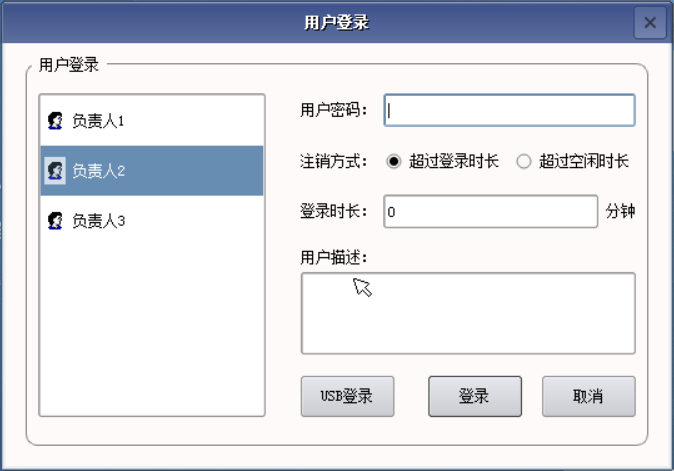 用户登录
用户登录
负责人1
负责人2
负责人3
用户密码：
注销方式： 超过登录时长 超过空闲时长
登录时长： 0 分钟
用户描述：
USB登录 登录 取消